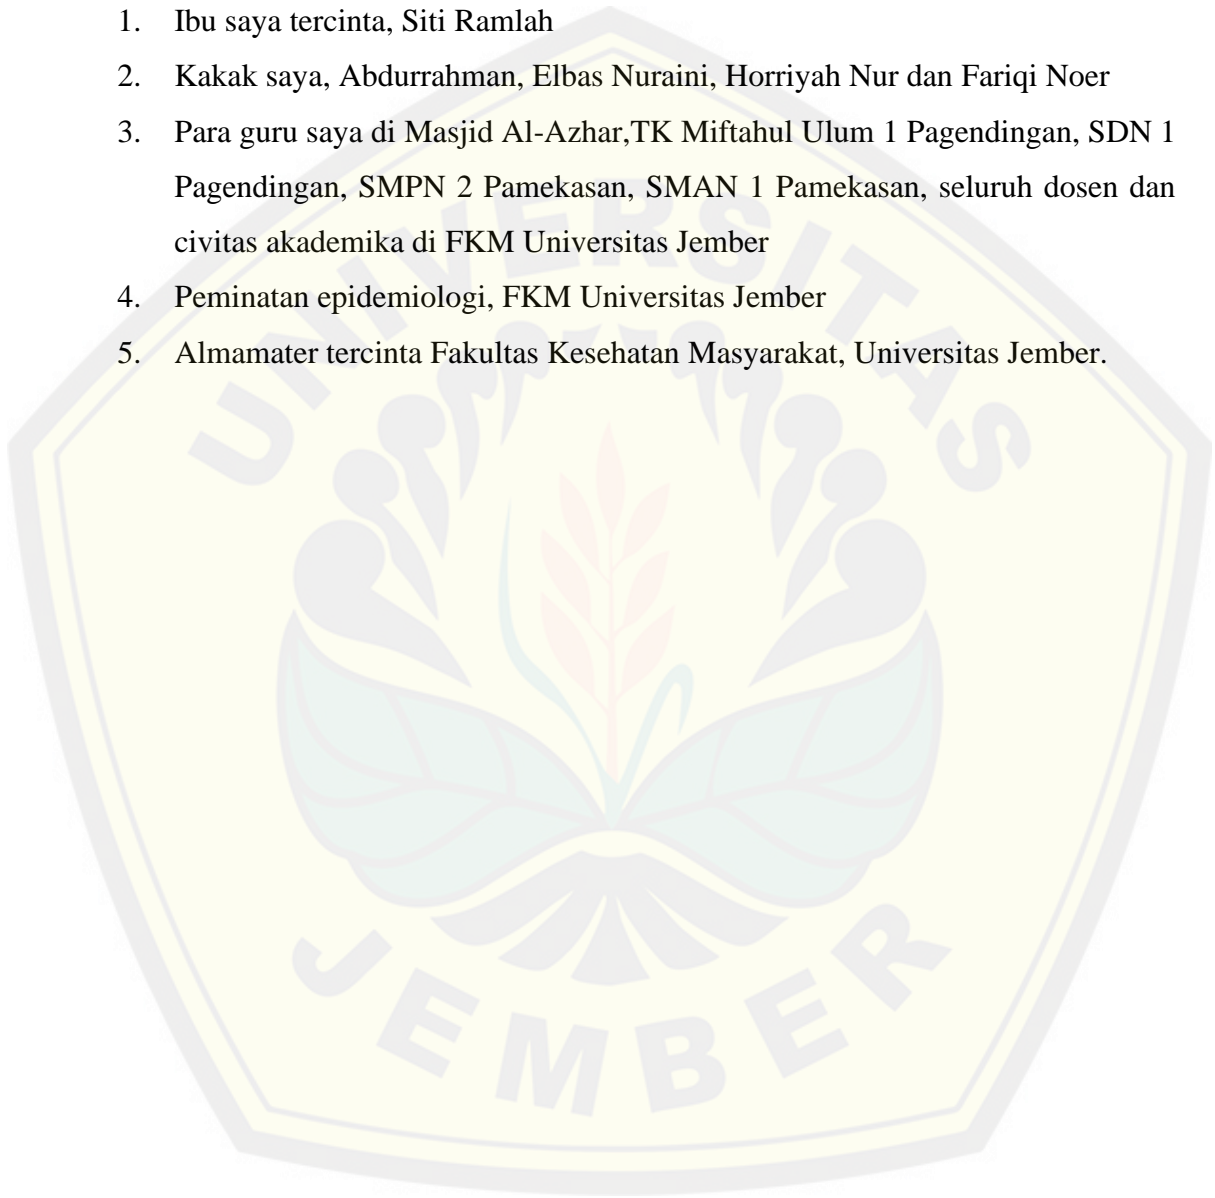 1. Ibu saya tercinta, Siti Ramlah
2. Kakak saya, Abdurrahman, Elbas Nuraini, Horriyah Nur dan Fariqi Noer
3. Para guru saya di Masjid Al-Azhar,TK Miftahul Ulum 1 Pagendingan, SDN 1
Pagendingan, SMPN 2 Pamekasan, SMAN 1 Pamekasan, seluruh dosen dan
civitas akademika di FKM Universitas Jember
4. Peminatan epidemiologi, FKM Universitas Jember
5. Almamater tercinta Fakultas Kesehatan Masyarakat, Universitas Jember.
UNIVERSITAS
JEMBER